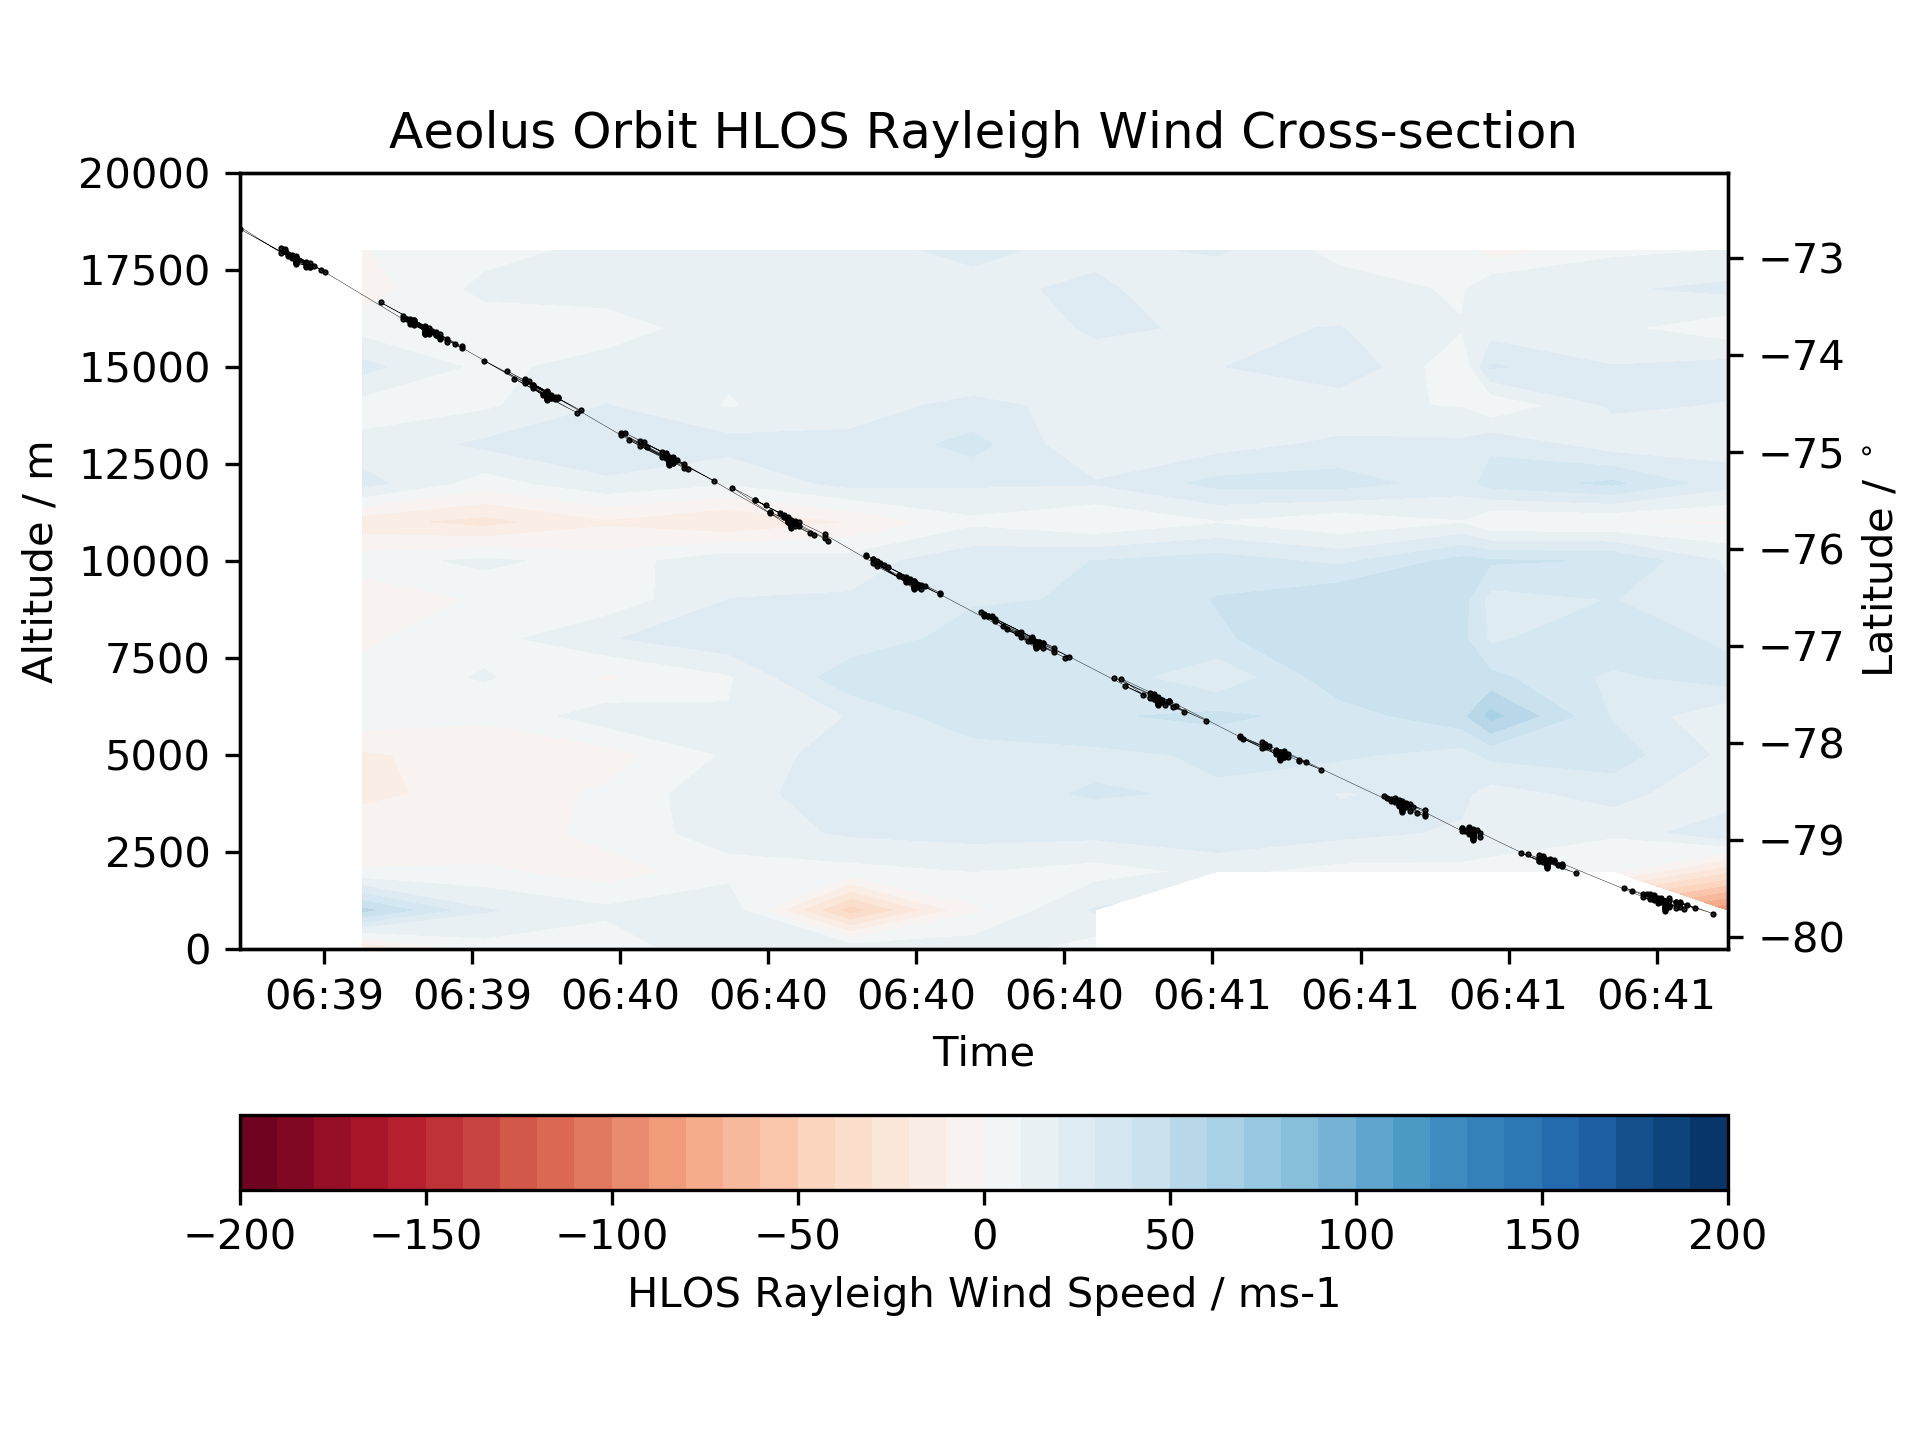 Aeolus Orbit HLOS Rayleigh Wind Cross-section
20000
17500
15000
12500
10000
7500
5000
2500
0
Altitude / m
−73
−74
−75
−76
−77
−78
−79
−80
Latitude / °
06:39 06:39 06:40 06:40 06:40 06:40 06:41 06:41 06:41 06:41
Time
−200 −150 −100 −50 0 50 100 150 200
HLOS Rayleigh Wind Speed / ms-1